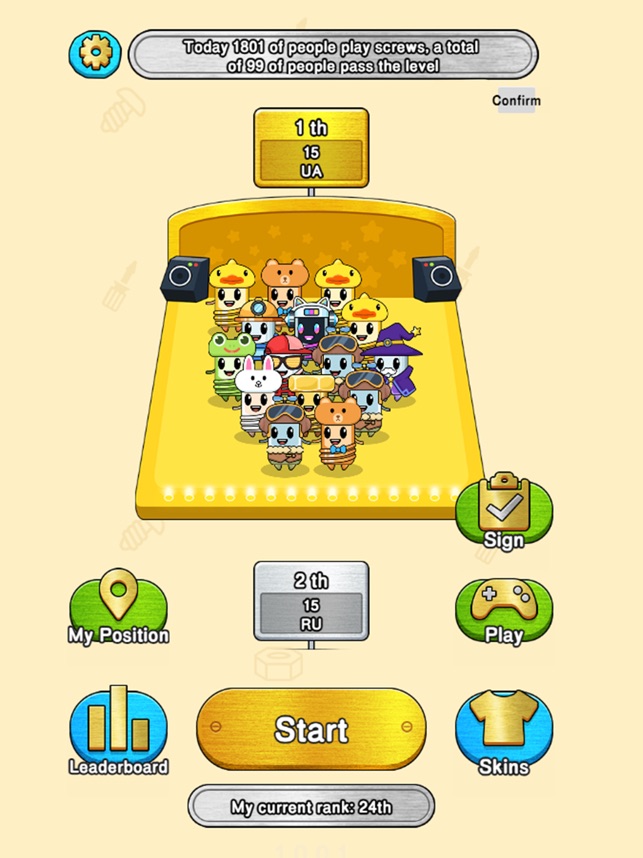 Today 1801 of people play screws, a total
of 99 of people pass the level
Confirm
1 th
15
UA
Sign
2 th
15
RU
My Position
Play
Start
Leaderboard
Skins
My current rank: 24th